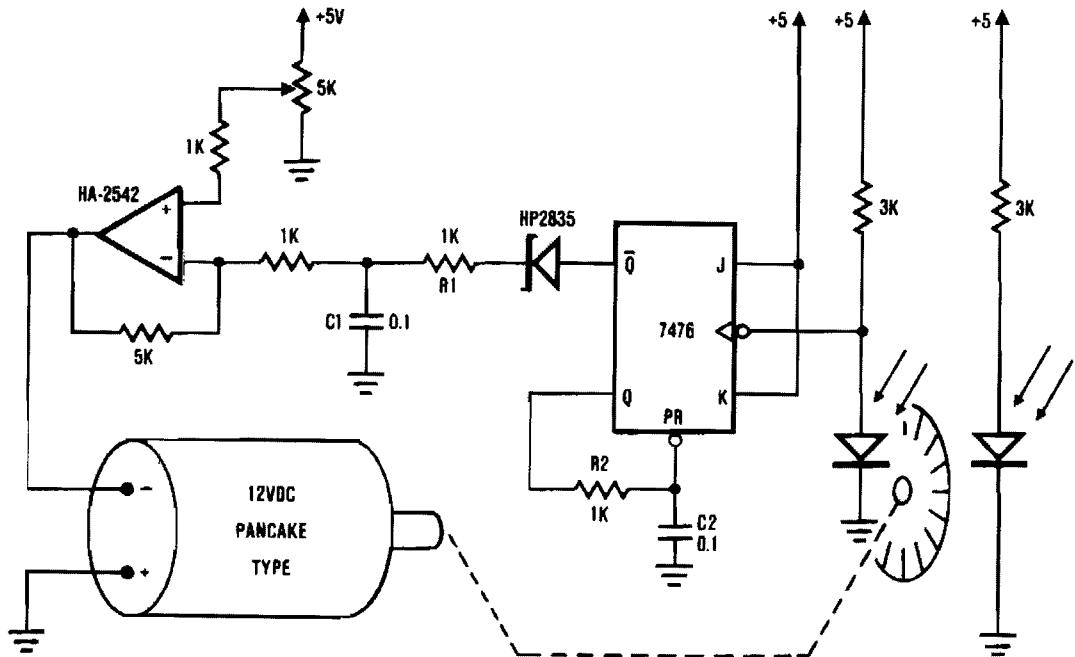 +5V
+5
+5
+5
5K
1K
HA-2542
+
−
1K
1K
R1
HP2835
Q̅
J
3K
3K
C1
0.1
7476
5K
Q
K
PR
R2
1K
C2
0.1
−
12VDC
PANCAKE
TYPE
+